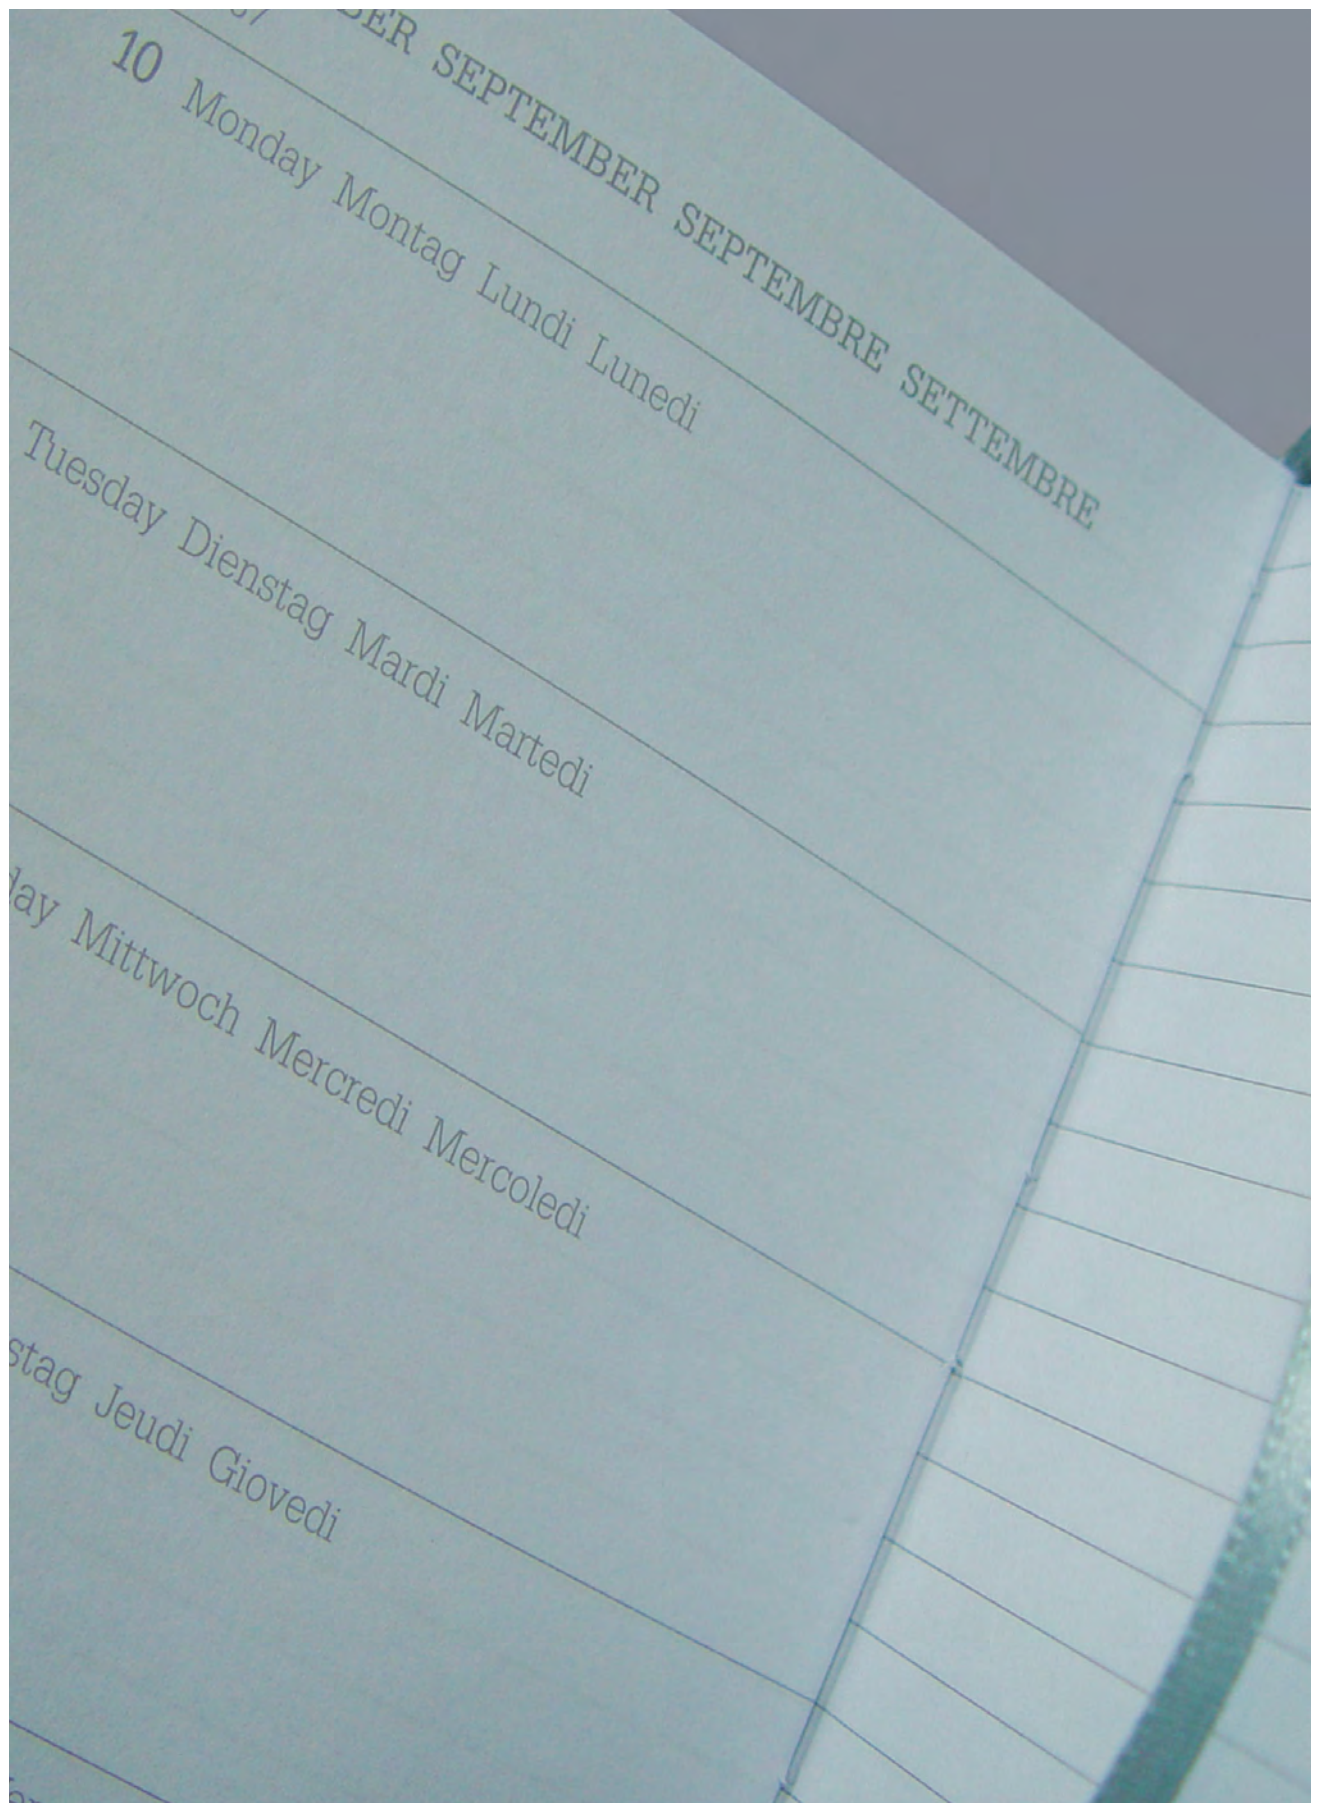 SEPTEMBER SEPTEMBRE SETTEMBRE
10 Monday Montag Lundi Lunedi
Tuesday Dienstag Mardi Martedi
Mittwoch Mercredi Mercoledi
Jeudi Giovedi